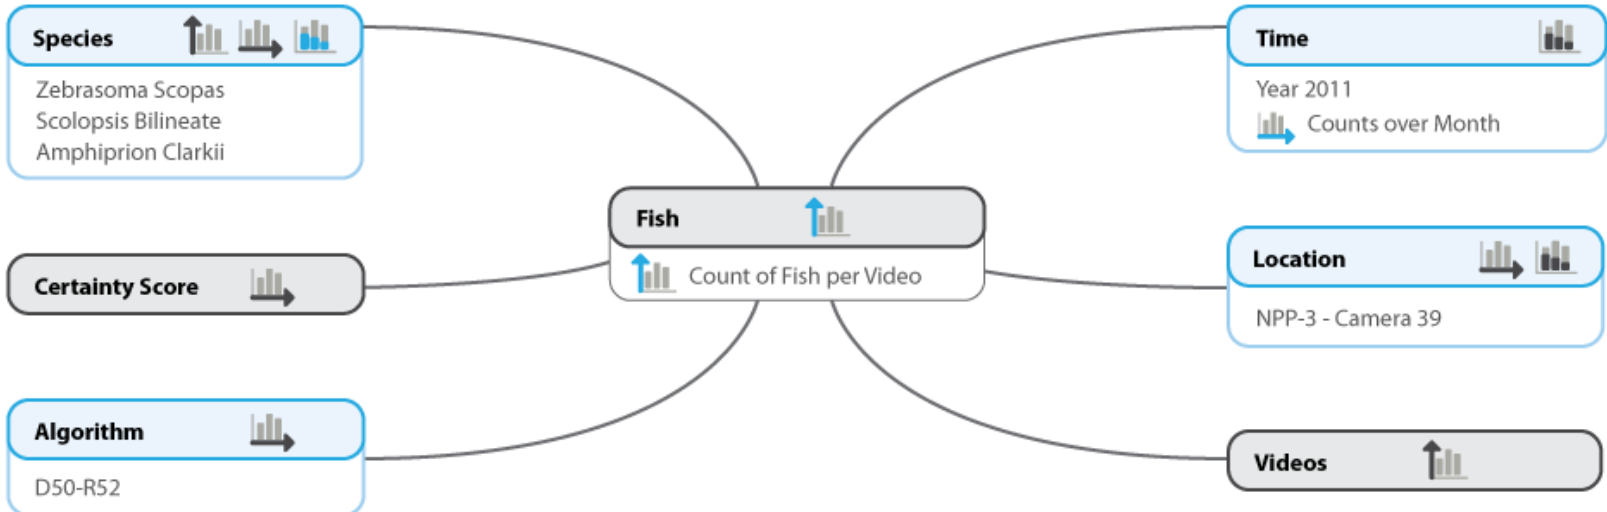 Species
Zebrasoma Scopas
Scolopsis Bilineate
Amphiprion Clarkii
Certainty Score
Algorithm
D50-R52
Fish
Count of Fish per Video
Time
Year 2011
Counts over Month
Location
NPP-3 - Camera 39
Videos